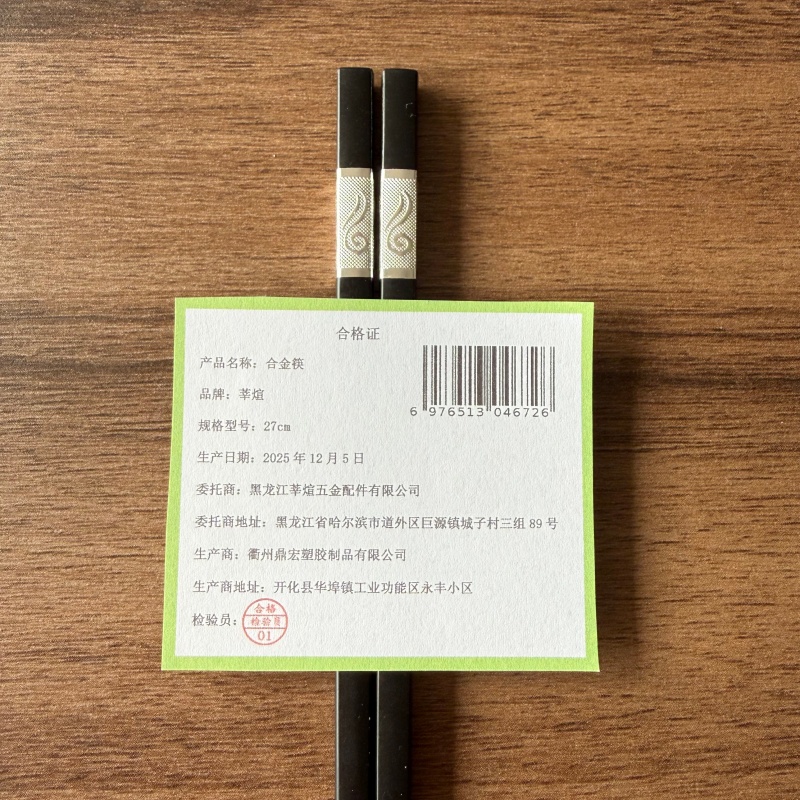 合格证
产品名称：合金筷
品牌：莘煊
规格型号：27cm
6 976513 046726
生产日期：2025 年 12 月 5 日
委托商：黑龙江莘煊五金配件有限公司
委托商地址：黑龙江省哈尔滨市道外区巨源镇城子村三组 89 号
生产商：衢州鼎宏塑胶制品有限公司
生产商地址：开化县华埠镇工业功能区永丰小区
检验员：
合格
检验员
01